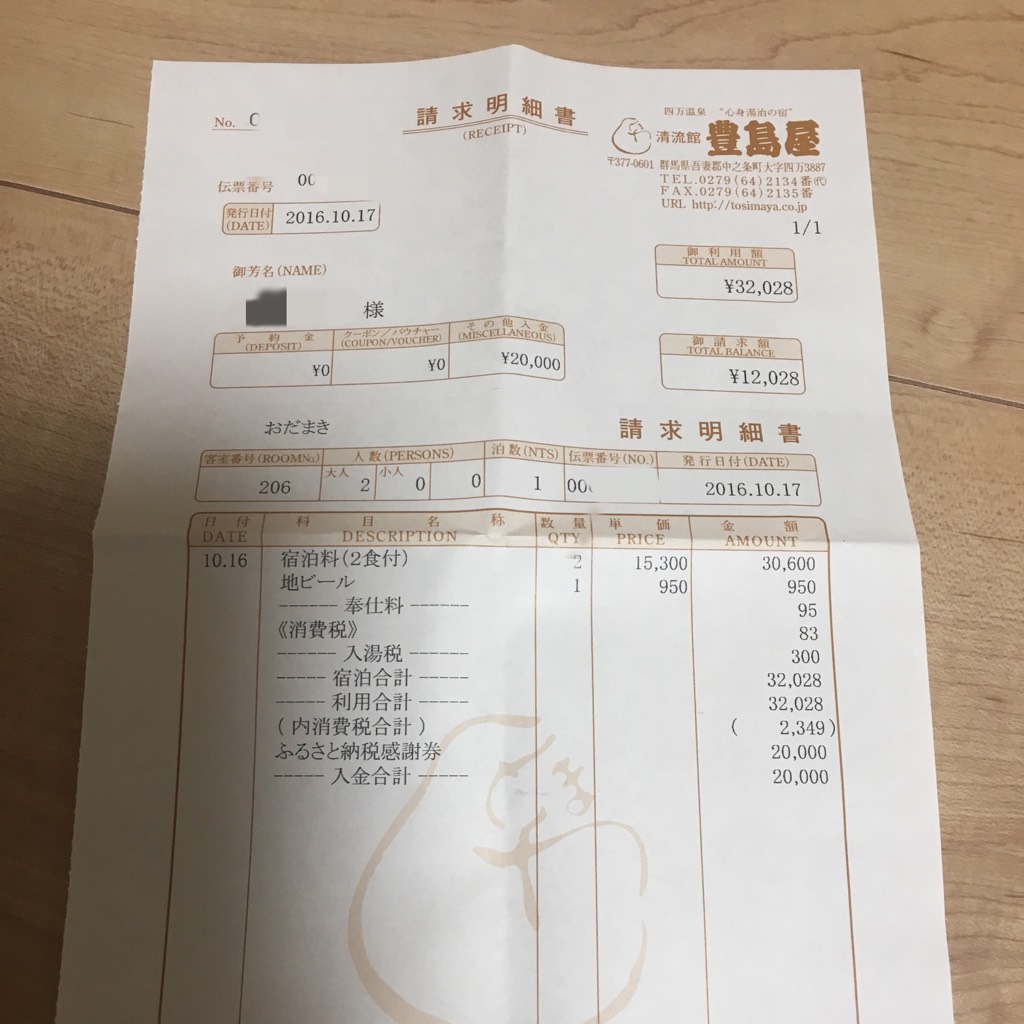 No. 0
請求明細書
(RECEIPT)
四万温泉 "心身湯治の宿"
清流館 豊島屋
〒377-0601 群馬県吾妻郡中之条町大字四万3887
TEL.0279(64)2134番㈹
FAX.0279(64)2135番
URL http://tosimaya.co.jp
1/1
伝票番号 00
発行日付
(DATE) 2016.10.17
御芳名(NAME)
様
御利用額
TOTAL AMOUNT
¥32,028
予約金
(DEPOSIT)
¥0
クーポン/バウチャー
(COUPON/VOUCHER)
¥0
その他入金
(MISCELLANEOUS)
¥20,000
御請求額
TOTAL BALANCE
¥12,028
おだまき
請求明細書
客室番号(ROOM№) 人数(PERSONS) 泊数(NTS) 伝票番号(NO.) 発行日付(DATE)
206 大人 2 小人 0 0 1 00 2016.10.17
日付 科目名称 数量 単価 金額
DATE DESCRIPTION QTY PRICE AMOUNT
10.16 宿泊料(2食付) 2 15,300 30,600
地ビール 1 950 950
------ 奉仕料 ------ 95
《消費税》 83
------ 入湯税 ------ 300
----- 宿泊合計 ----- 32,028
----- 利用合計 ----- 32,028
( 内消費税合計 ) ( 2,349)
ふるさと納税感謝券 20,000
----- 入金合計 ----- 20,000